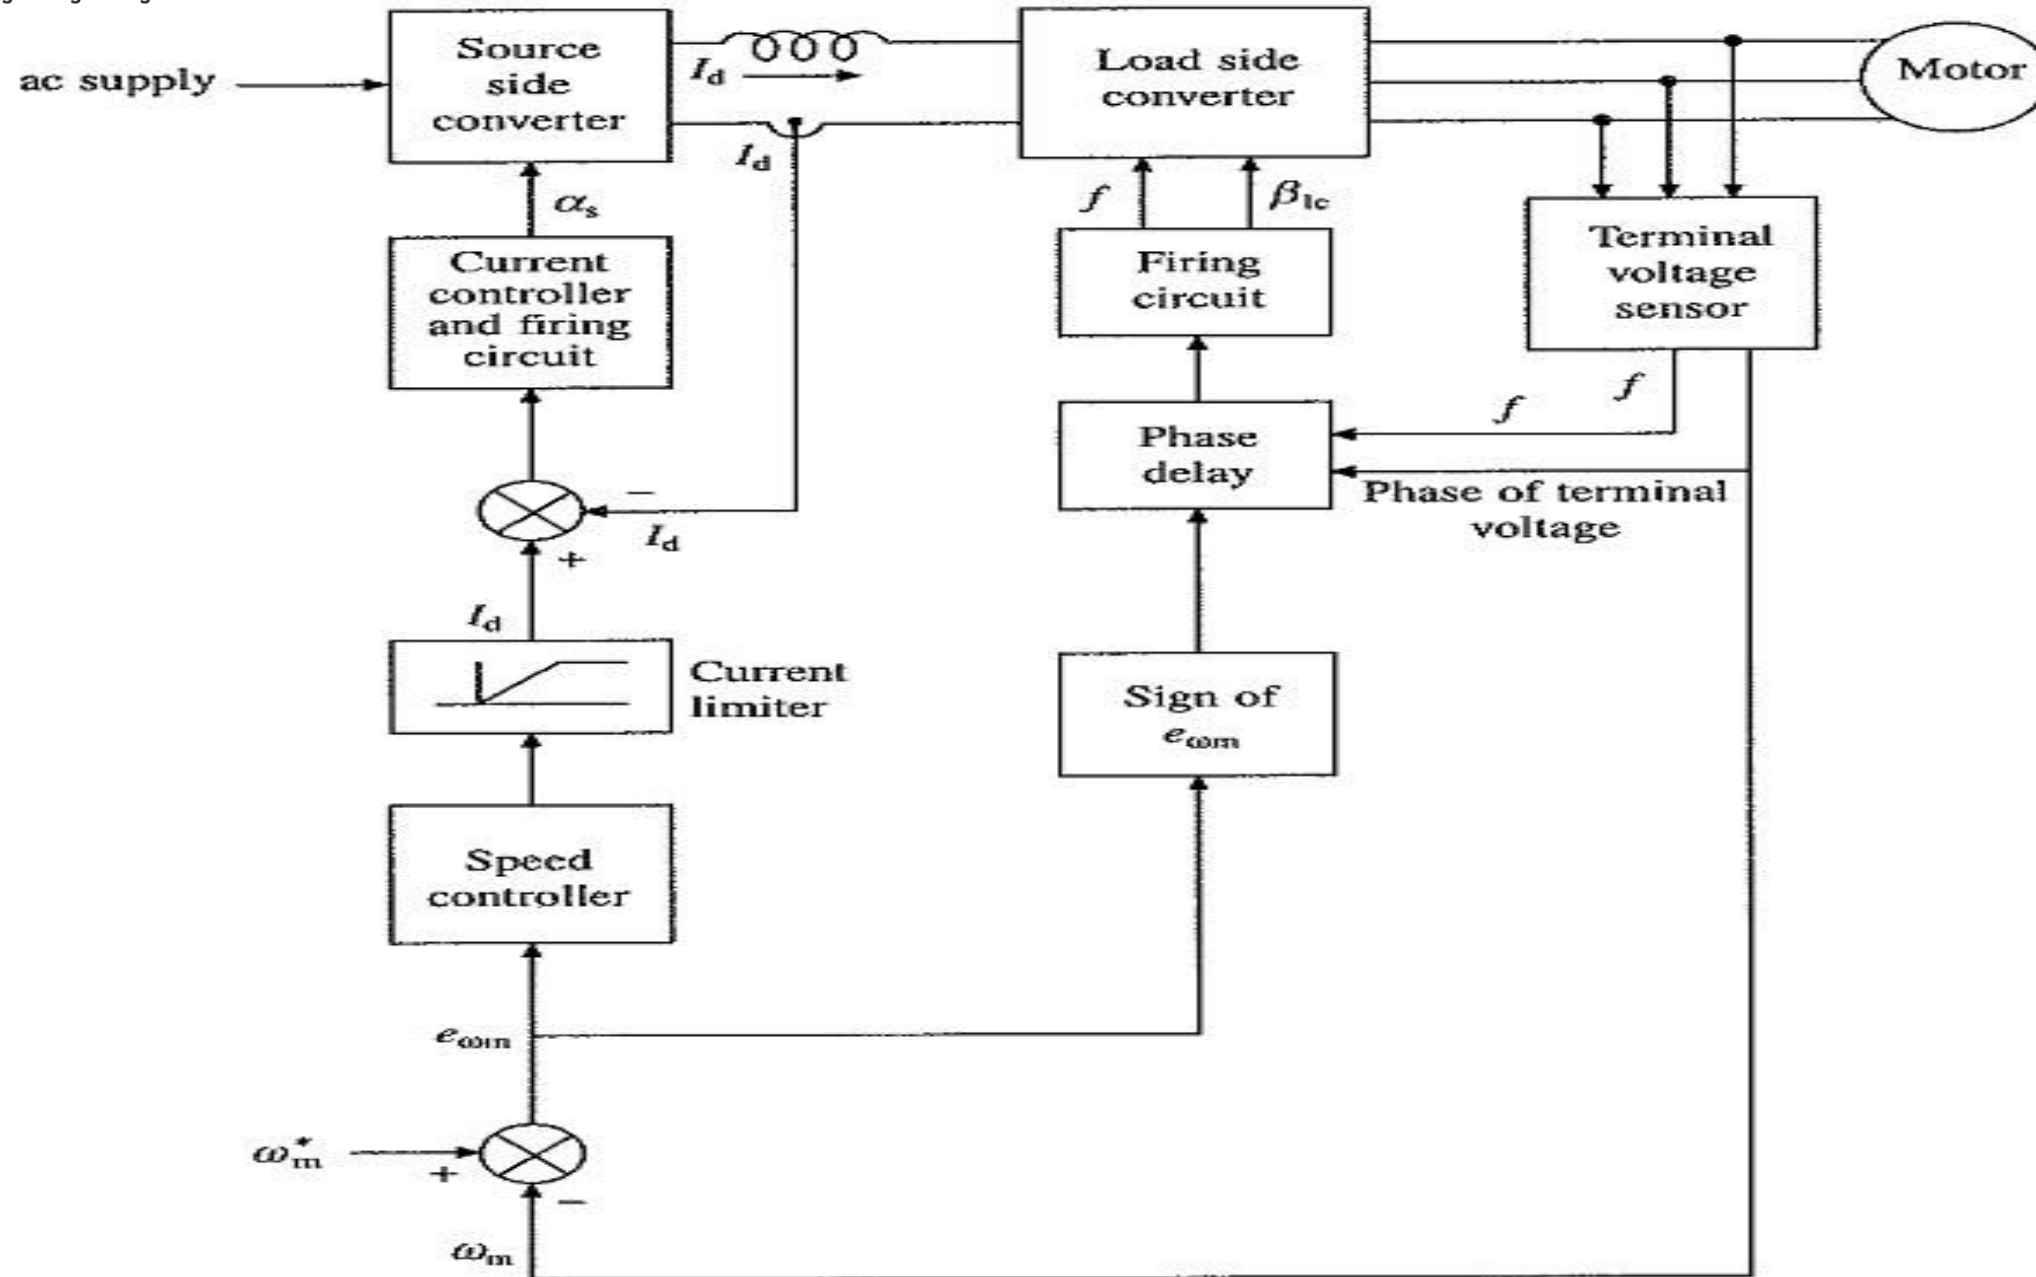 Source
side
converter
ac supply
I_d
I_d
Load side
converter
Motor
α_s
f
β_lc
Current
controller
and firing
circuit
Firing
circuit
Terminal
voltage
sensor
f
f
Phase
delay
Phase of terminal
voltage
−
I_d
+
I_d
Current
limiter
Sign of
e_ωm
Speed
controller
e_ωm
ω*_m
+
−
ω_m